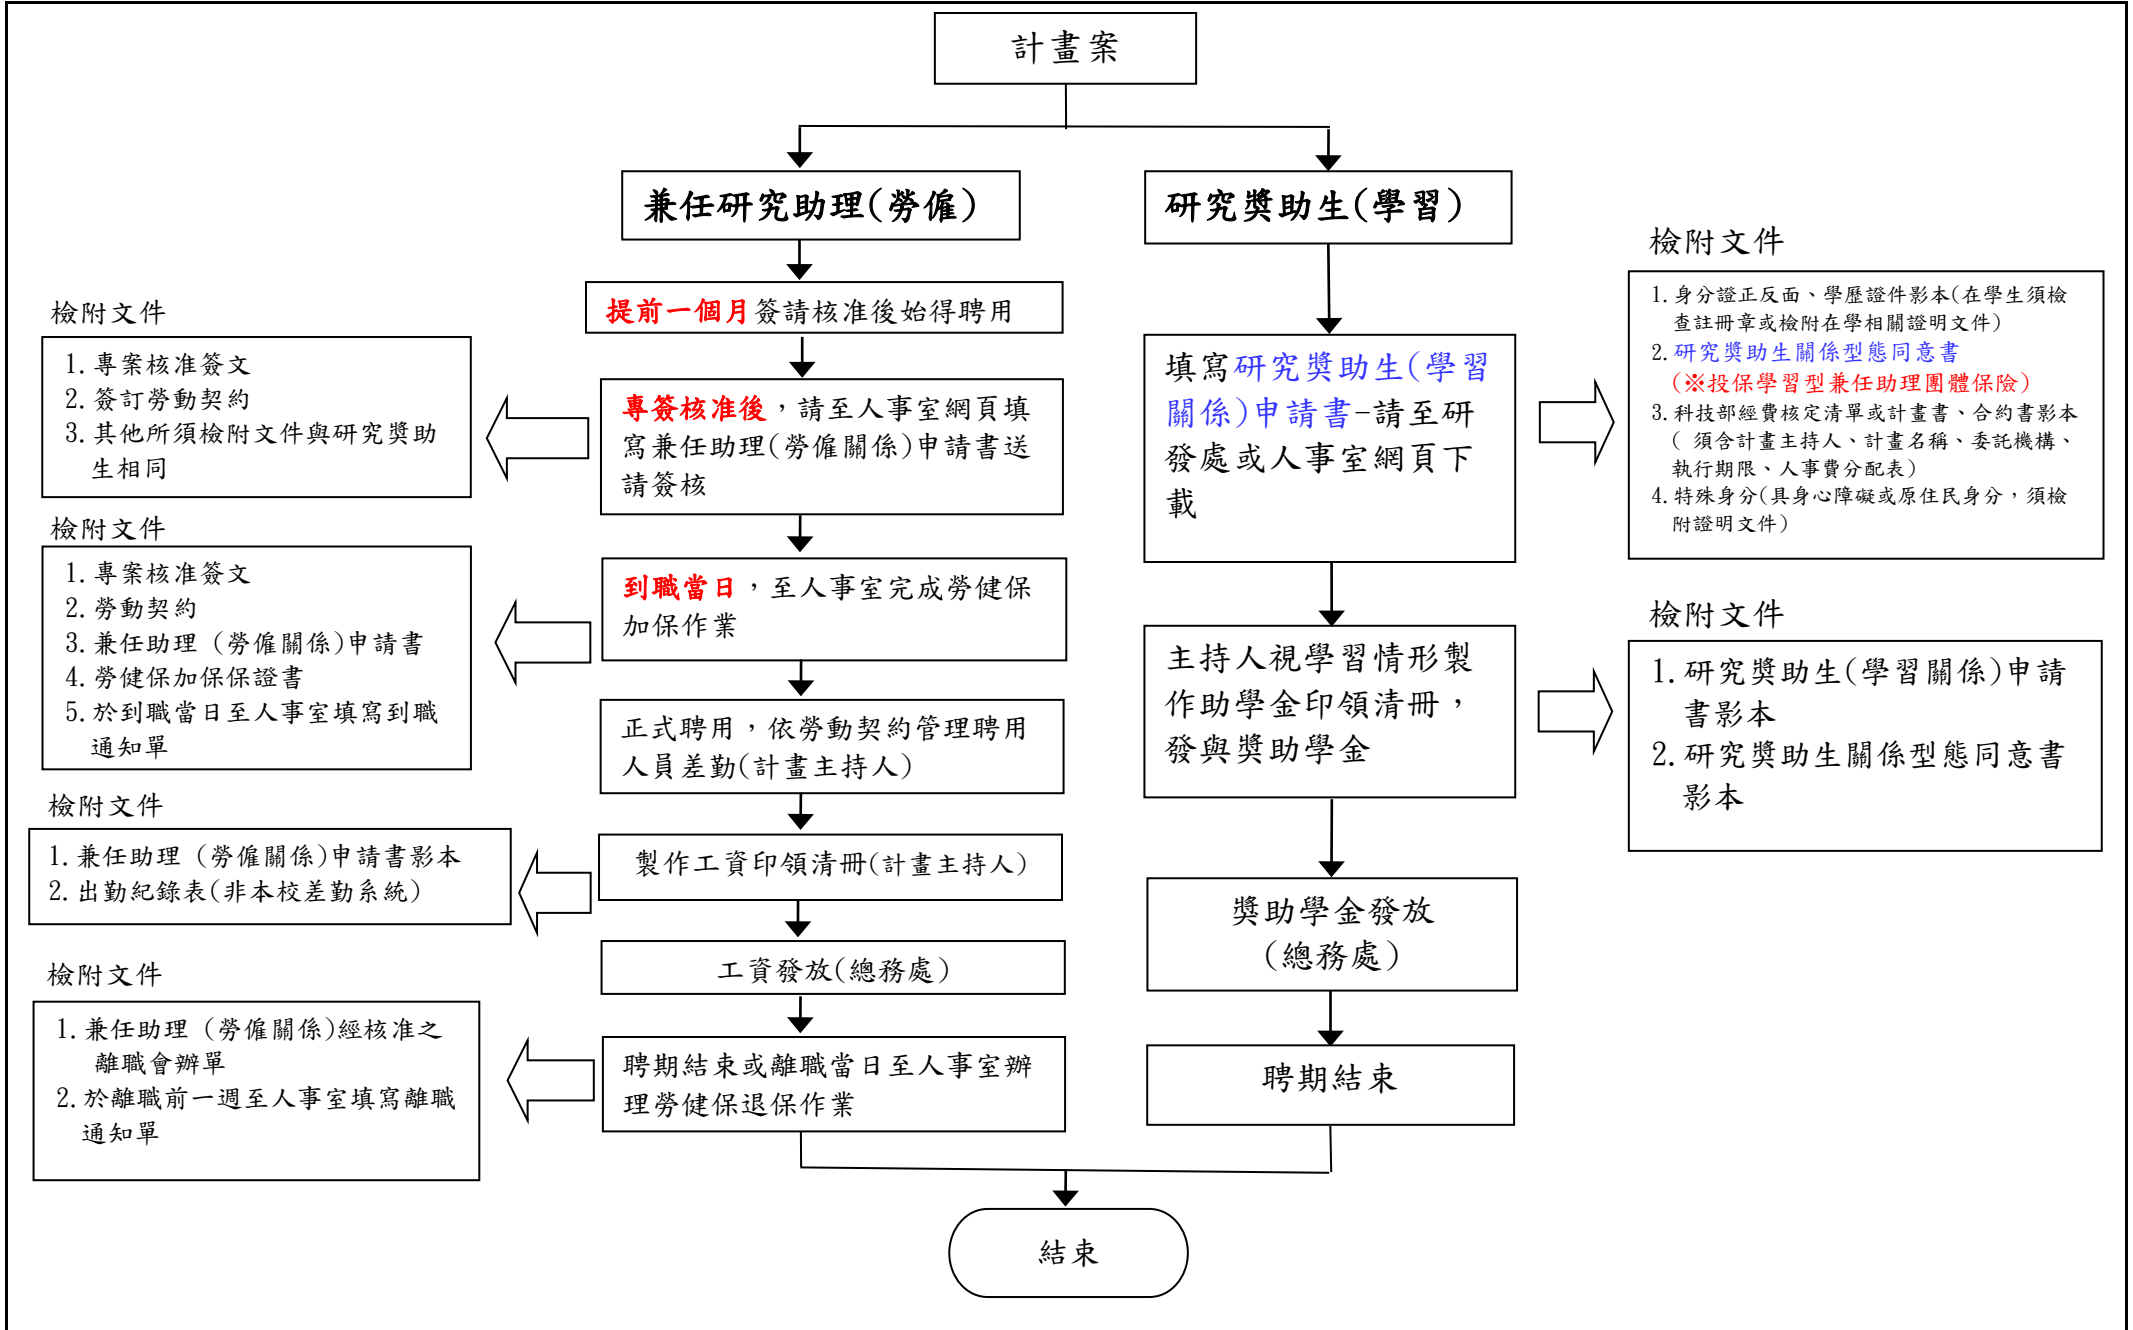 計畫案
兼任研究助理(勞僱)
提前一個月簽請核准後始得聘用
專簽核准後，請至人事室網頁填
寫兼任助理(勞僱關係)申請書送
請簽核
檢附文件
1.專案核准簽文
2.簽訂勞動契約
3.其他所須檢附文件與研究獎助
生相同
到職當日，至人事室完成勞健保
加保作業
檢附文件
1.專案核准簽文
2.勞動契約
3.兼任助理 (勞僱關係)申請書
4.勞健保加保保證書
5.於到職當日至人事室填寫到職
通知單
正式聘用，依勞動契約管理聘用
人員差勤(計畫主持人)
製作工資印領清冊(計畫主持人)
檢附文件
1.兼任助理 (勞僱關係)申請書影本
2.出勤紀錄表(非本校差勤系統)
工資發放(總務處)
聘期結束或離職當日至人事室辦
理勞健保退保作業
檢附文件
1.兼任助理 (勞僱關係)經核准之
離職會辦單
2.於離職前一週至人事室填寫離職
通知單
研究獎助生(學習)
填寫研究獎助生(學習
關係)申請書-請至研
發處或人事室網頁下
載
檢附文件
1.身分證正反面、學歷證件影本(在學生須檢
查註冊章或檢附在學相關證明文件)
2.研究獎助生關係型態同意書
(※投保學習型兼任助理團體保險)
3.科技部經費核定清單或計畫書、合約書影本
( 須含計畫主持人、計畫名稱、委託機構、
執行期限、人事費分配表)
4.特殊身分(具身心障礙或原住民身分，須檢
附證明文件)
主持人視學習情形製
作助學金印領清冊，
發與獎助學金
檢附文件
1.研究獎助生(學習關係)申請
書影本
2.研究獎助生關係型態同意書
影本
獎助學金發放
(總務處)
聘期結束
結束